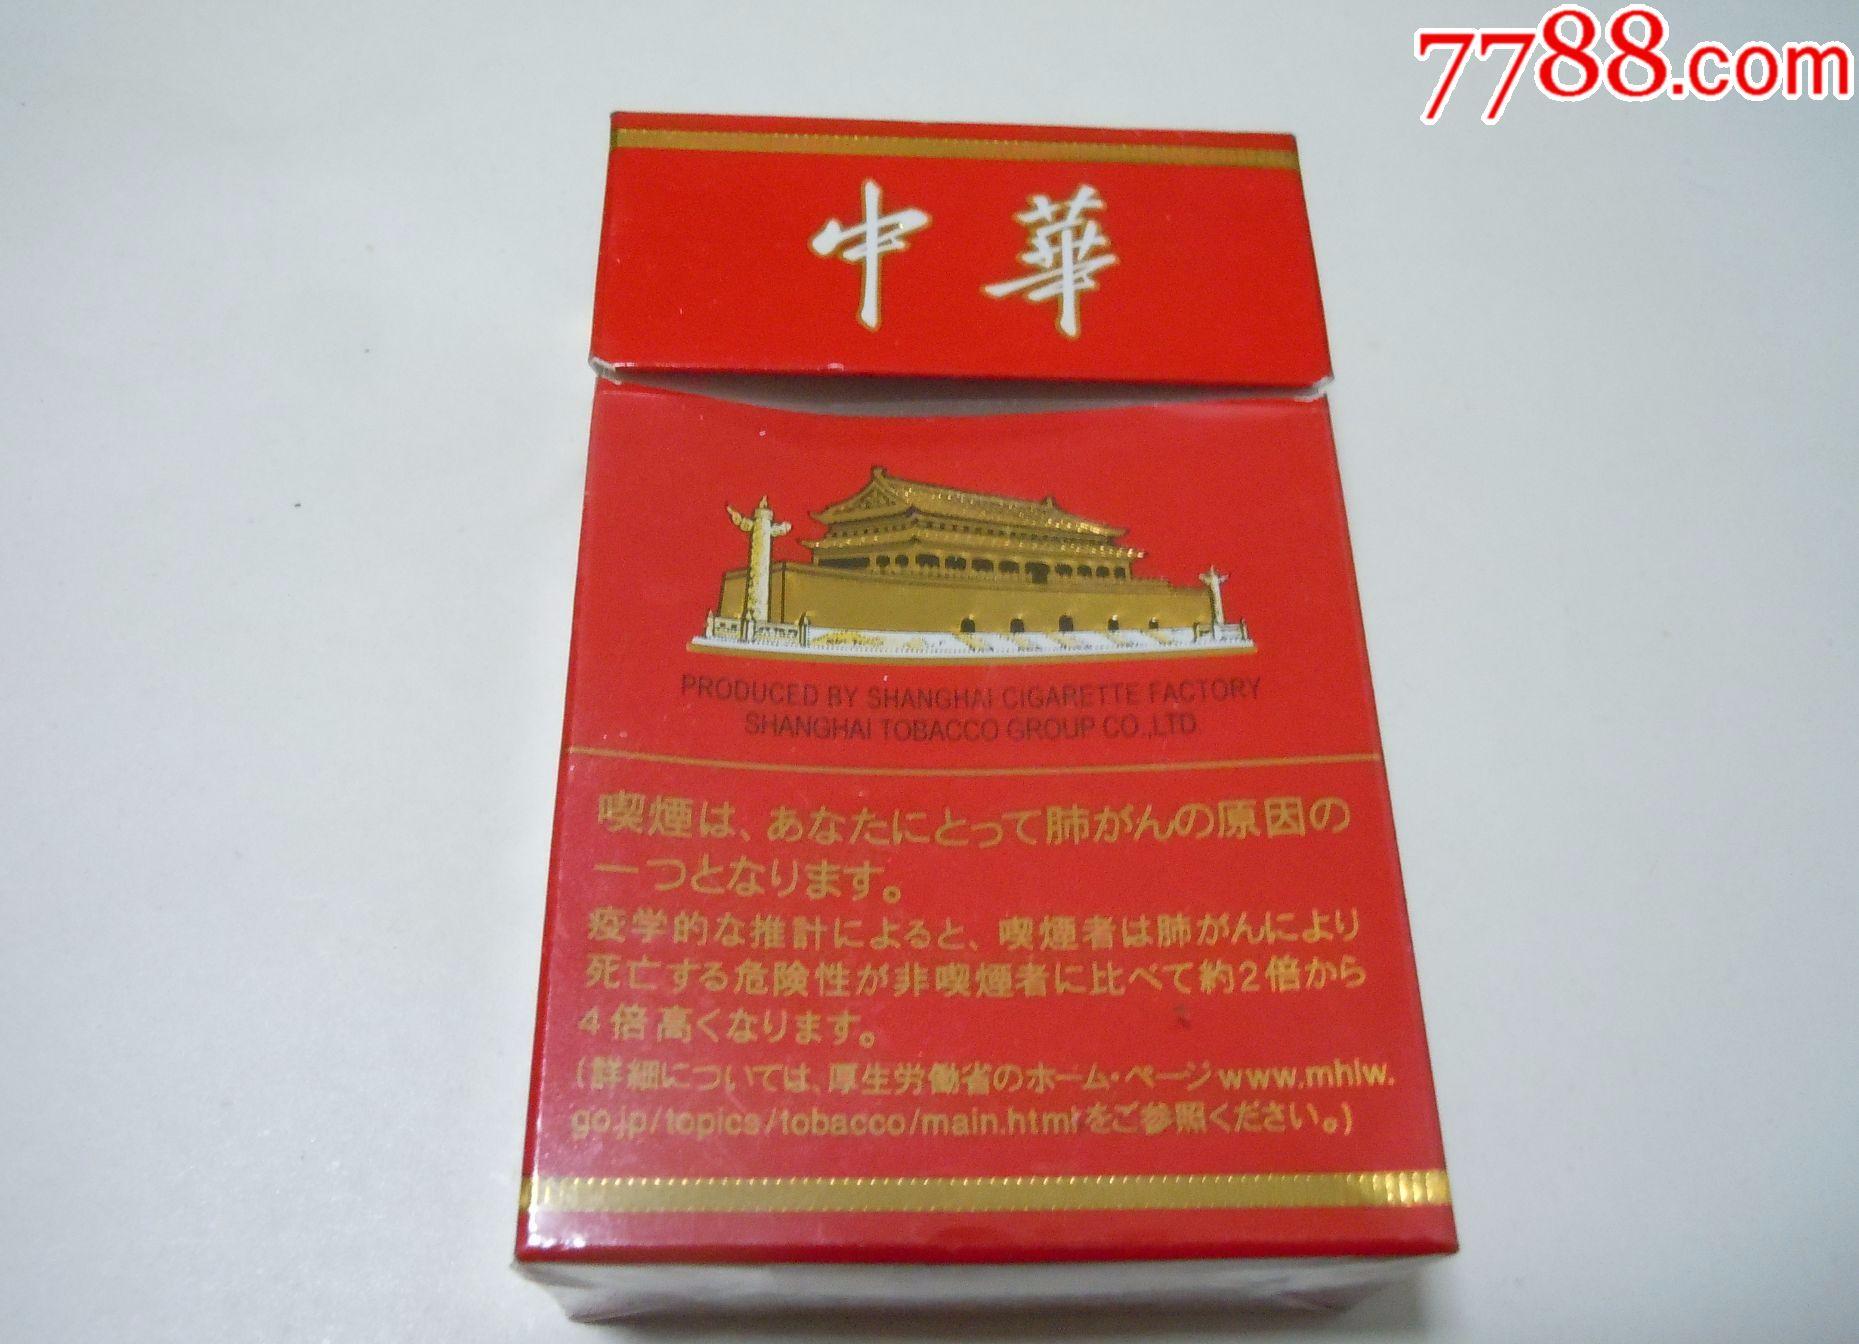 7788.com
中華
PRODUCED BY SHANGHAI CIGARETTE FACTORY
SHANGHAI TOBACCO GROUP CO.,LTD.
喫煙は、あなたにとって肺がんの原因の
一つとなります。
疫学的な推計によると、喫煙者は肺がんにより
死亡する危険性が非喫煙者に比べて約2倍から
4倍高くなります。
(詳細については、厚生労働省のホーム・ページwww.mhlw.
go.jp/topics/tobacco/main.htmlをご参照ください。)